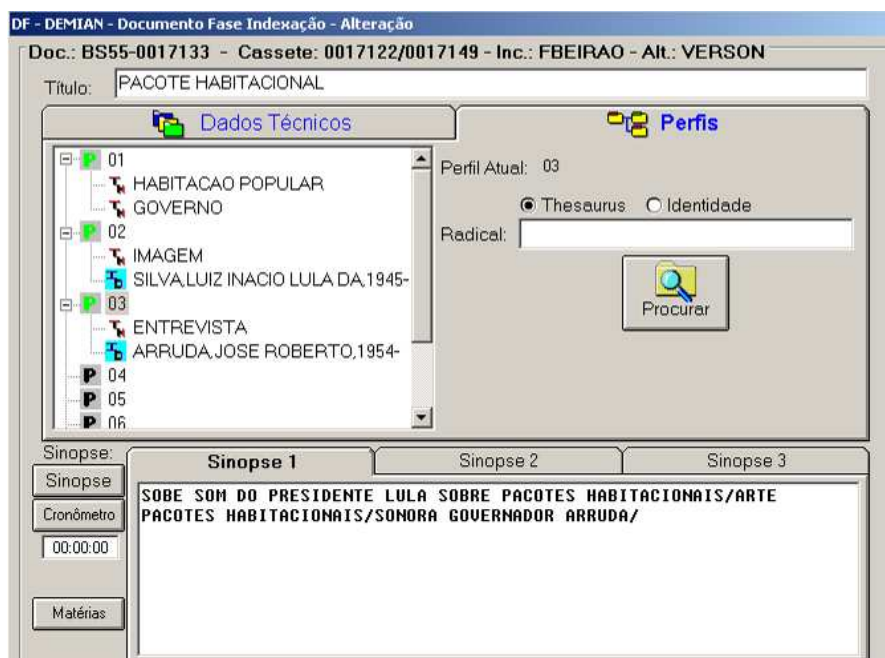 DF - DEMIAN - Documento Fase Indexação - Alteração
Doc.: BS55-0017133 - Cassete: 0017122/0017149 - Inc.: FBEIRAO - Alt.: VERSON
Título: PACOTE HABITACIONAL
Dados Técnicos
Perfis
P 01
HABITACAO POPULAR
GOVERNO
P 02
IMAGEM
SILVA,LUIZ INACIO LULA DA,1945-
P 03
ENTREVISTA
ARRUDA,JOSE ROBERTO,1954-
P 04
P 05
P 06
Perfil Atual: 03
Thesaurus Identidade
Radical:
Procurar
Sinopse:
Sinopse
Cronômetro
00:00:00
Matérias
Sinopse 1 Sinopse 2 Sinopse 3
SOBE SOM DO PRESIDENTE LULA SOBRE PACOTES HABITACIONAIS/ARTE
PACOTES HABITACIONAIS/SONORA GOVERNADOR ARRUDA/